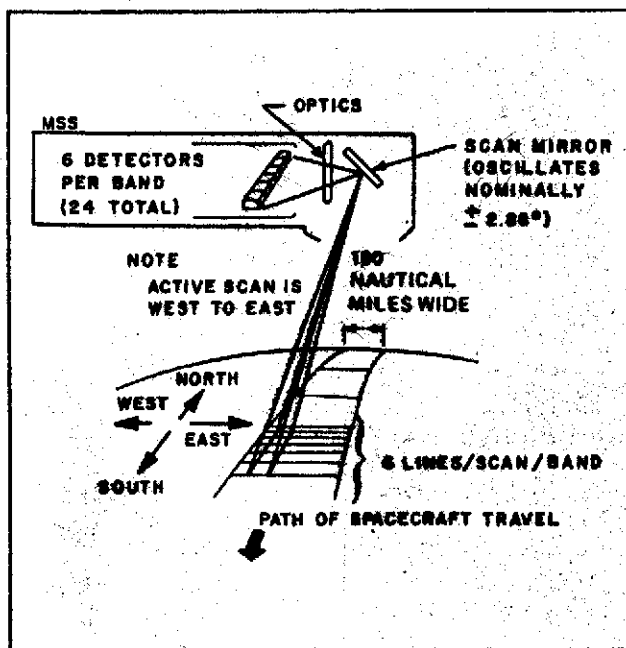 OPTICS
MSS
6 DETECTORS
PER BAND
(24 TOTAL)
SCAN MIRROR
(OSCILLATES
NOMINALLY
± 2.86°)
NOTE
ACTIVE SCAN IS
WEST TO EAST
NAUTICAL
MILES WIDE
NORTH
WEST
EAST
SOUTH
6 LINES/SCAN/BAND
PATH OF SPACECRAFT TRAVEL